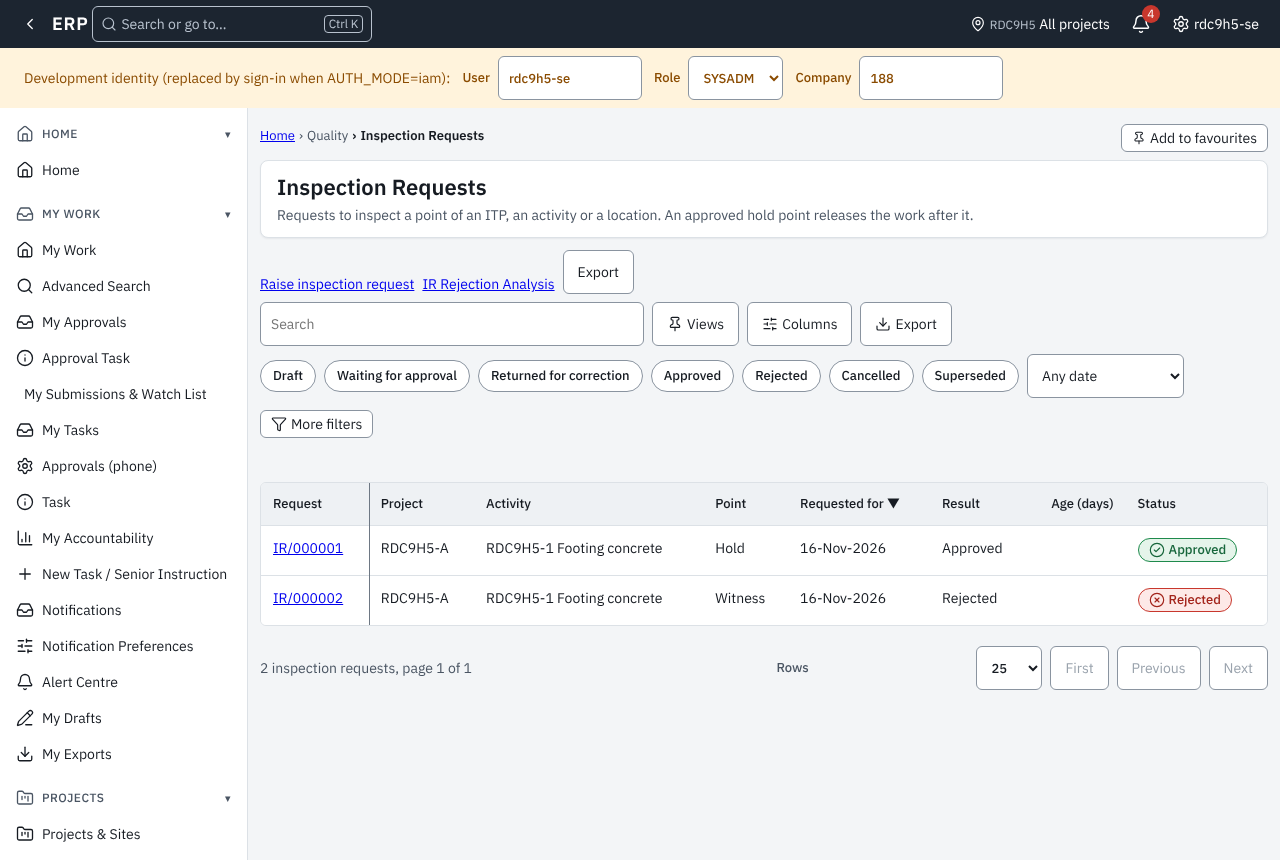 ERP Search or go to… Ctrl K RDC9H5 All projects 4 rdc9h5-se
Development identity (replaced by sign-in when AUTH_MODE=iam): User rdc9h5-se Role SYSADM Company 188
HOME
Home
MY WORK
My Work
Advanced Search
My Approvals
Approval Task
My Submissions & Watch List
My Tasks
Approvals (phone)
Task
My Accountability
New Task / Senior Instruction
Notifications
Notification Preferences
Alert Centre
My Drafts
My Exports
PROJECTS
Projects & Sites
Home › Quality › Inspection Requests
Add to favourites
Inspection Requests
Requests to inspect a point of an ITP, an activity or a location. An approved hold point releases the work after it.
Raise inspection request IR Rejection Analysis Export
Search Views Columns Export
Draft Waiting for approval Returned for correction Approved Rejected Cancelled Superseded Any date
More filters
Request Project Activity Point Requested for ▼ Result Age (days) Status
IR/000001 RDC9H5-A RDC9H5-1 Footing concrete Hold 16-Nov-2026 Approved Approved
IR/000002 RDC9H5-A RDC9H5-1 Footing concrete Witness 16-Nov-2026 Rejected Rejected
2 inspection requests, page 1 of 1 Rows 25 First Previous Next